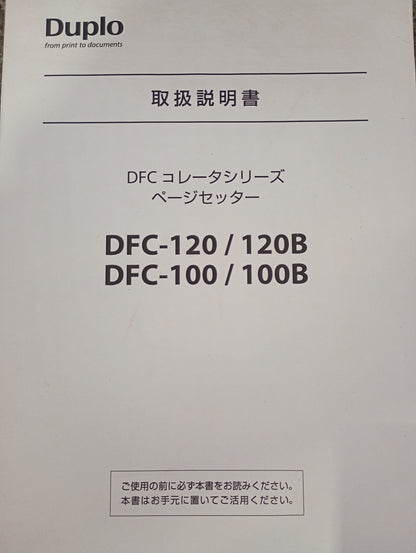 Duplo
from print to documents
取扱説明書
DFC コレータシリーズ
ページセッター
DFC-120 / 120B
DFC-100 / 100B
ご使用の前に必ず本書をお読みください。
本書はお手元に置いてご活用ください。